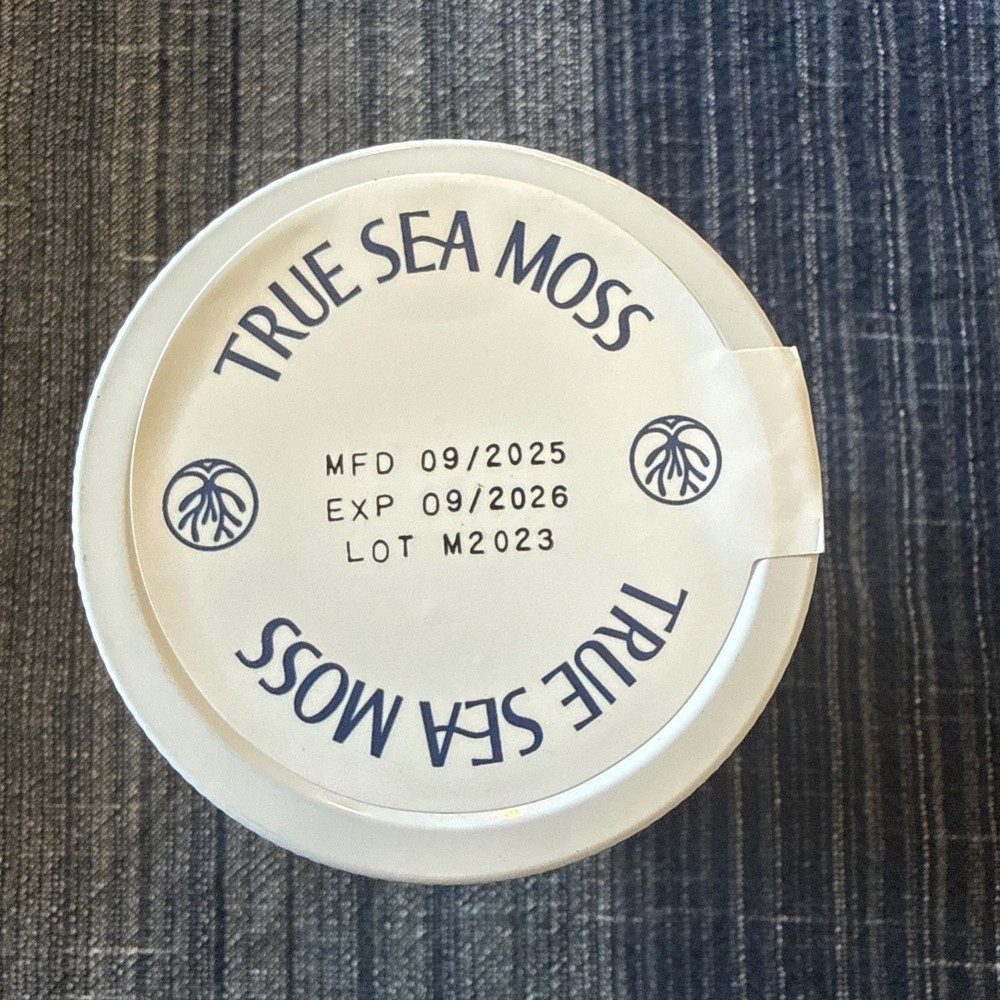 TRUE SEA MOSS
MFD 09/2025
EXP 09/2026
LOT M2023
TRUE SEA MOSS